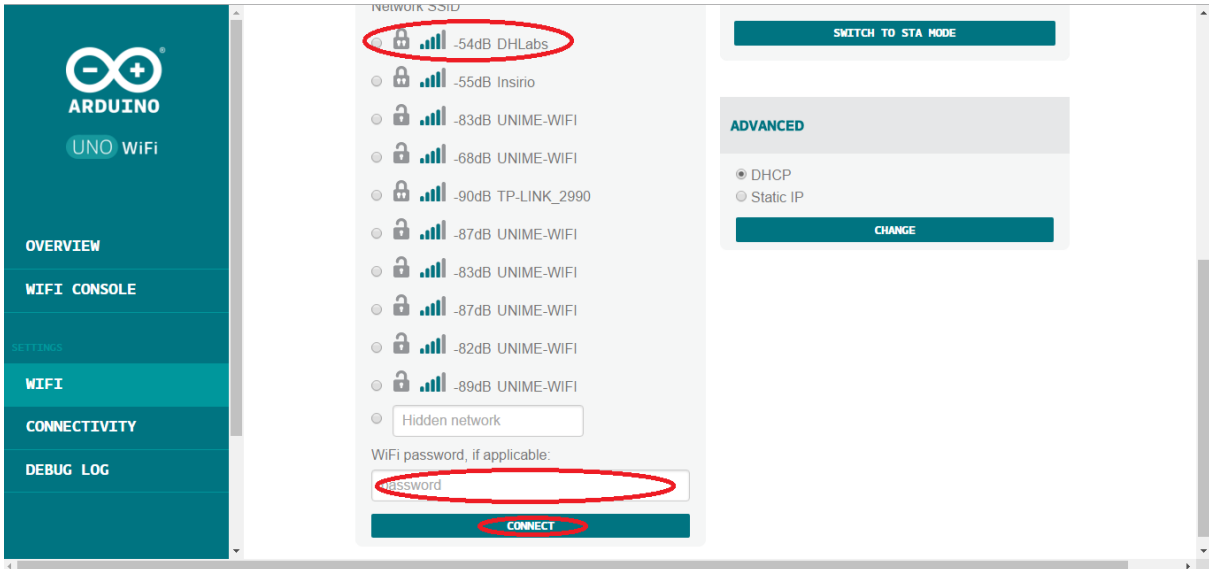 ARDUINO
UNO WiFi
OVERVIEW
WIFI CONSOLE
SETTINGS
WIFI
CONNECTIVITY
DEBUG LOG
Network SSID
-54dB DHLabs
-55dB Insirio
-83dB UNIME-WIFI
-68dB UNIME-WIFI
-90dB TP-LINK_2990
-87dB UNIME-WIFI
-83dB UNIME-WIFI
-87dB UNIME-WIFI
-82dB UNIME-WIFI
-89dB UNIME-WIFI
Hidden network
WiFi password, if applicable:
password
CONNECT
SWITCH TO STA MODE
ADVANCED
DHCP
Static IP
CHANGE